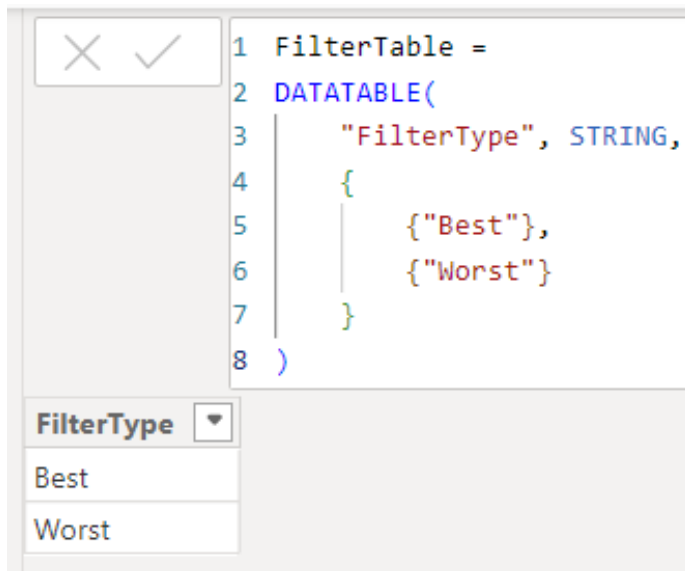 1 FilterTable =
2 DATATABLE(
3 "FilterType", STRING,
4 {
5 {"Best"},
6 {"Worst"}
7 }
8 )
FilterType
Best
Worst